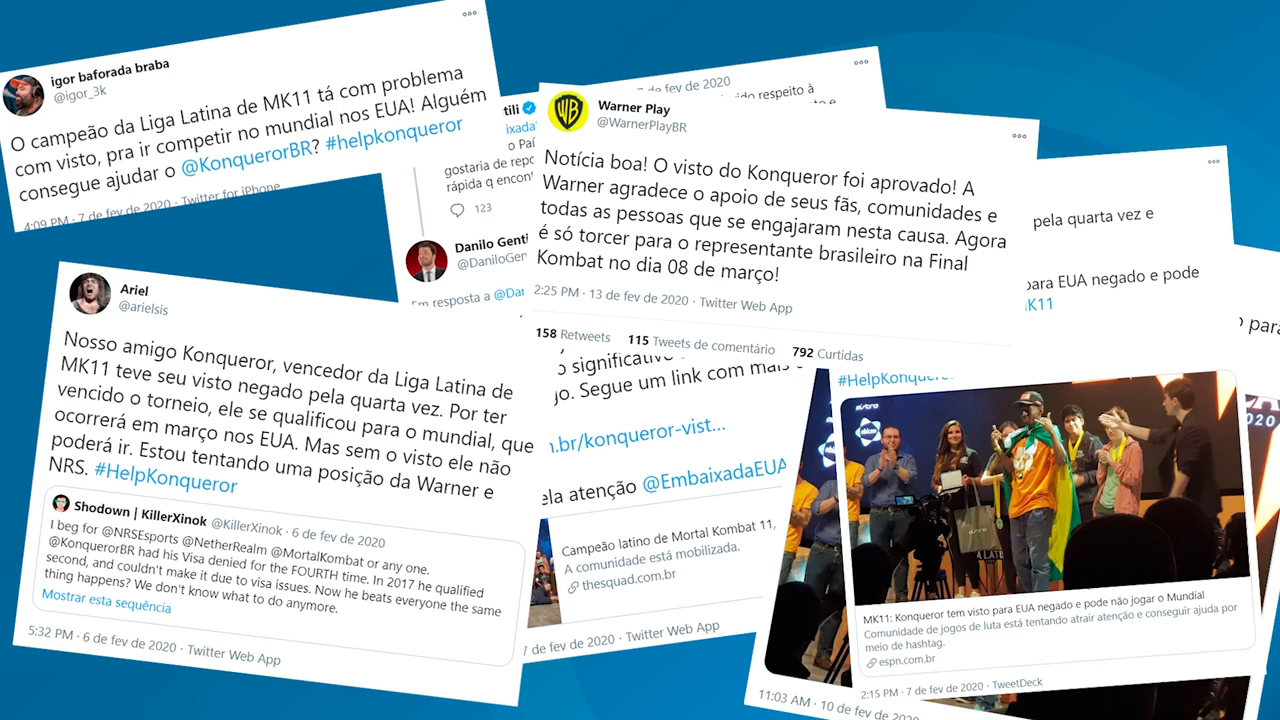 igor baforada braba
@igor_3k
O campeão da Liga Latina de MK11 tá com problema
com visto, pra ir competir no mundial nos EUA! Alguém
consegue ajudar o @KonquerorBR? #helpkonqueror
4:09 PM · 7 de fev de 2020 · Twitter for iPhone
Ariel
@arielsis
Nosso amigo Konqueror, vencedor da Liga Latina de
MK11 teve seu visto negado pela quarta vez. Por ter
vencido o torneio, ele se qualificou para o mundial, que
ocorrerá em março nos EUA. Mas sem o visto ele não
poderá ir. Estou tentando uma posição da Warner e
NRS. #HelpKonqueror
Shodown | KillerXinok @KillerXinok · 6 de fev de 2020
I beg for @NRSEsports @NetherRealm @MortalKombat or any one.
@KonquerorBR had his Visa denied for the FOURTH time. In 2017 he qualified
second, and couldn't make it due to visa issues. Now he beats everyone the same
thing happens? We don't know what to do anymore.
Mostrar esta sequência
5:32 PM · 6 de fev de 2020 · Twitter Web App
tili
ixada
o Paí
gostaria de repo
rápida q encont
123
Danilo Genti
@DaniloGen
Em resposta a @Dan
de fev de 2020
respeito à
WB
Warner Play
@WarnerPlayBR
Notícia boa! O visto do Konqueror foi aprovado! A
Warner agradece o apoio de seus fãs, comunidades e
todas as pessoas que se engajaram nesta causa. Agora
é só torcer para o representante brasileiro na Final
Kombat no dia 08 de março!
2:25 PM · 13 de fev de 2020 · Twitter Web App
158 Retweets 115 Tweets de comentário 792 Curtidas
o significativo
go. Segue um link com mais
n.br/konqueror-vist...
ela atenção @EmbaixadaEUA
Campeão latino de Mortal Kombat 11,
A comunidade está mobilizada.
thesquad.com.br
de fev de 2020 · Twitter Web App
pela quarta vez e
para EUA negado e pode
MK11
o para
#HelpKonqueror
astro
2020
MK11: Konqueror tem visto para EUA negado e pode não jogar o Mundial
Comunidade de jogos de luta está tentando atrair atenção e conseguir ajuda por
meio de hashtag.
espn.com.br
2:15 PM · 7 de fev de 2020 · TweetDeck
11:03 AM · 10 de fev de 2020